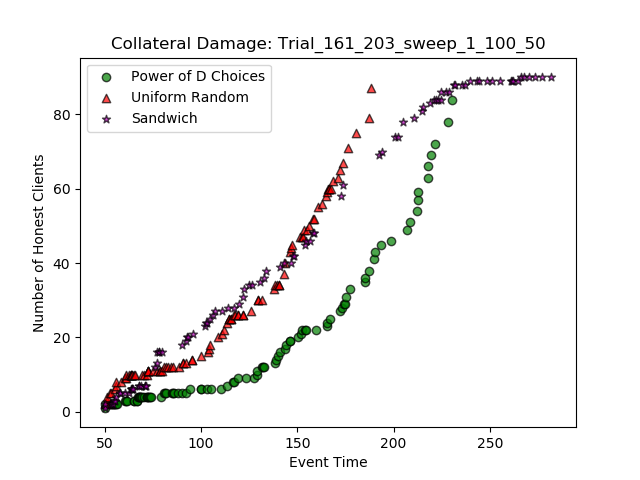 Collateral Damage: Trial_161_203_sweep_1_100_50
Power of D Choices
Uniform Random
Sandwich
Number of Honest Clients
80
60
40
20
0
50 100 150 200 250
Event Time